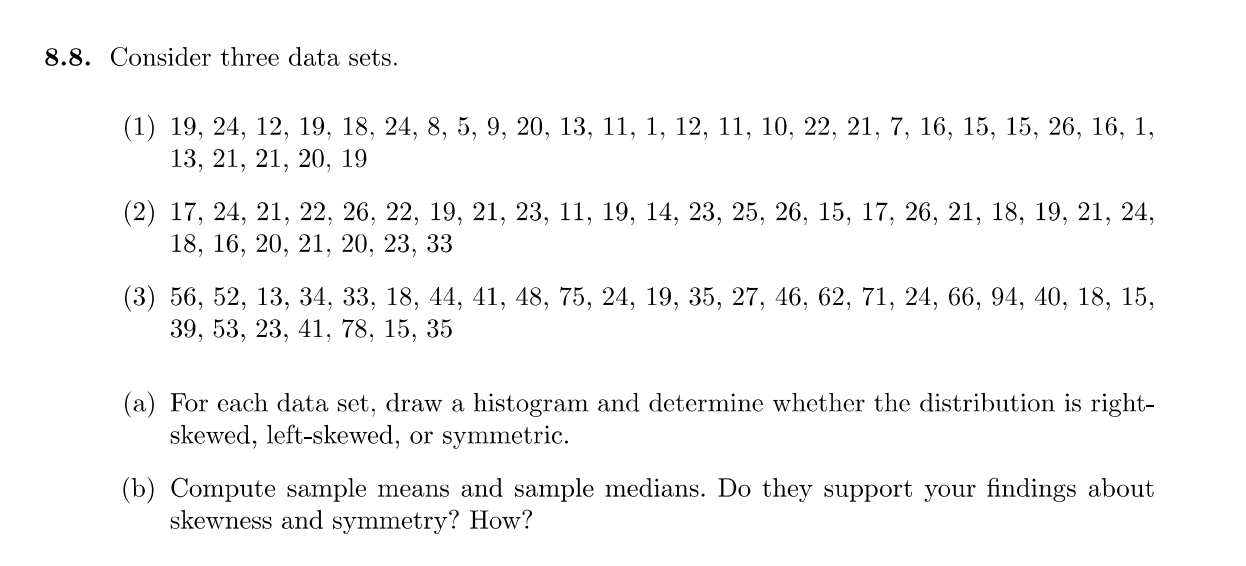 8.8. Consider three data sets.
(1) 19, 24, 12, 19, 18, 24, 8, 5, 9, 20, 13, 11, 1, 12, 11, 10, 22, 21, 7, 16, 15, 15, 26, 16, 1,
13, 21, 21, 20, 19
(2) 17, 24, 21, 22, 26, 22, 19, 21, 23, 11, 19, 14, 23, 25, 26, 15, 17, 26, 21, 18, 19, 21, 24,
18, 16, 20, 21, 20, 23, 33
(3) 56, 52, 13, 34, 33, 18, 44, 41, 48, 75, 24, 19, 35, 27, 46, 62, 71, 24, 66, 94, 40, 18, 15,
39, 53, 23, 41, 78, 15, 35
(a) For each data set, draw a histogram and determine whether the distribution is right-
skewed, left-skewed, or symmetric.
(b) Compute sample means and sample medians. Do they support your findings about
skewness and symmetry? How?